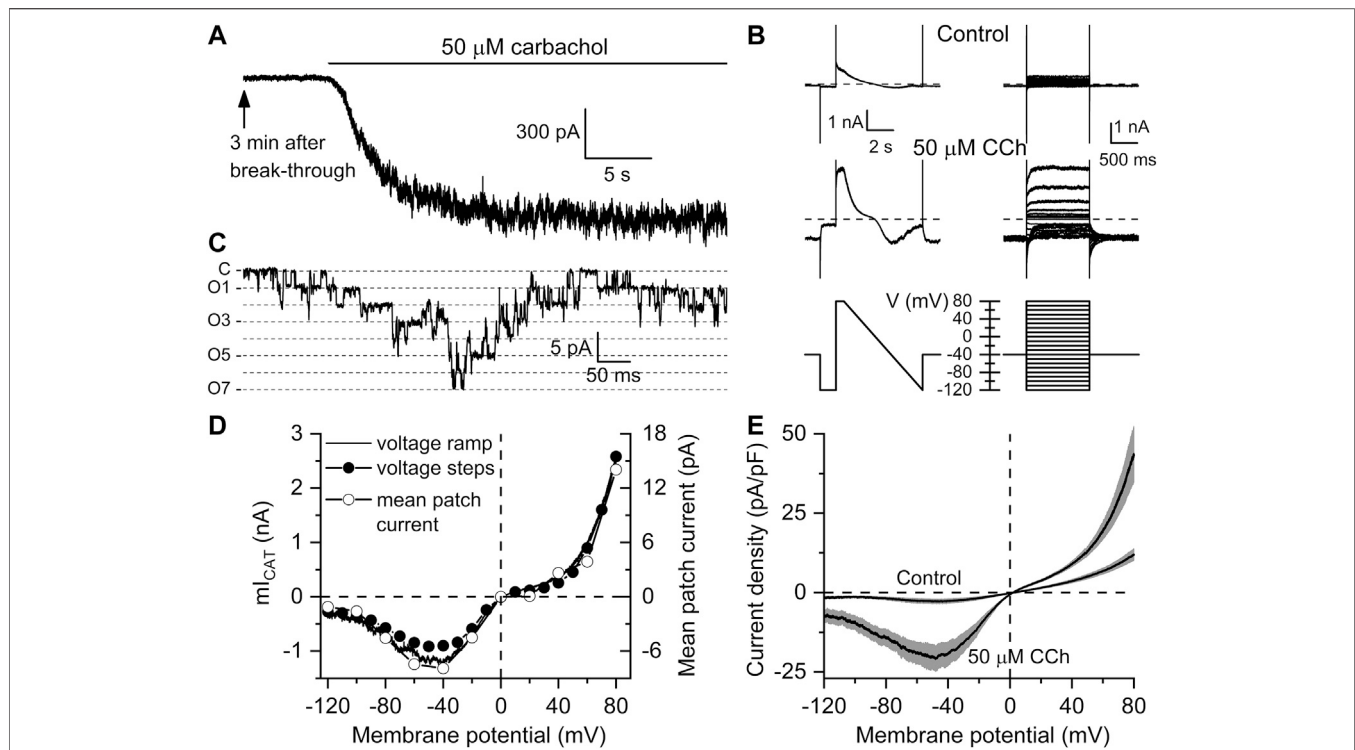 A
50 μM carbachol
3 min after
break-through
300 pA
5 s
B
Control
1 nA
2 s
1 nA
500 ms
50 μM CCh
V (mV)
80
40
0
-40
-80
-120
C
C
O1
O3
O5
O7
5 pA
50 ms
D
voltage ramp
voltage steps
mean patch
current
mI_CAT (nA)
3
2
1
0
-1
Mean patch current (pA)
18
12
6
0
-6
-120
-80
-40
0
40
80
Membrane potential (mV)
E
Current density (pA/pF)
50
25
0
-25
Control
50 μM CCh
-120
-80
-40
0
40
80
Membrane potential (mV)